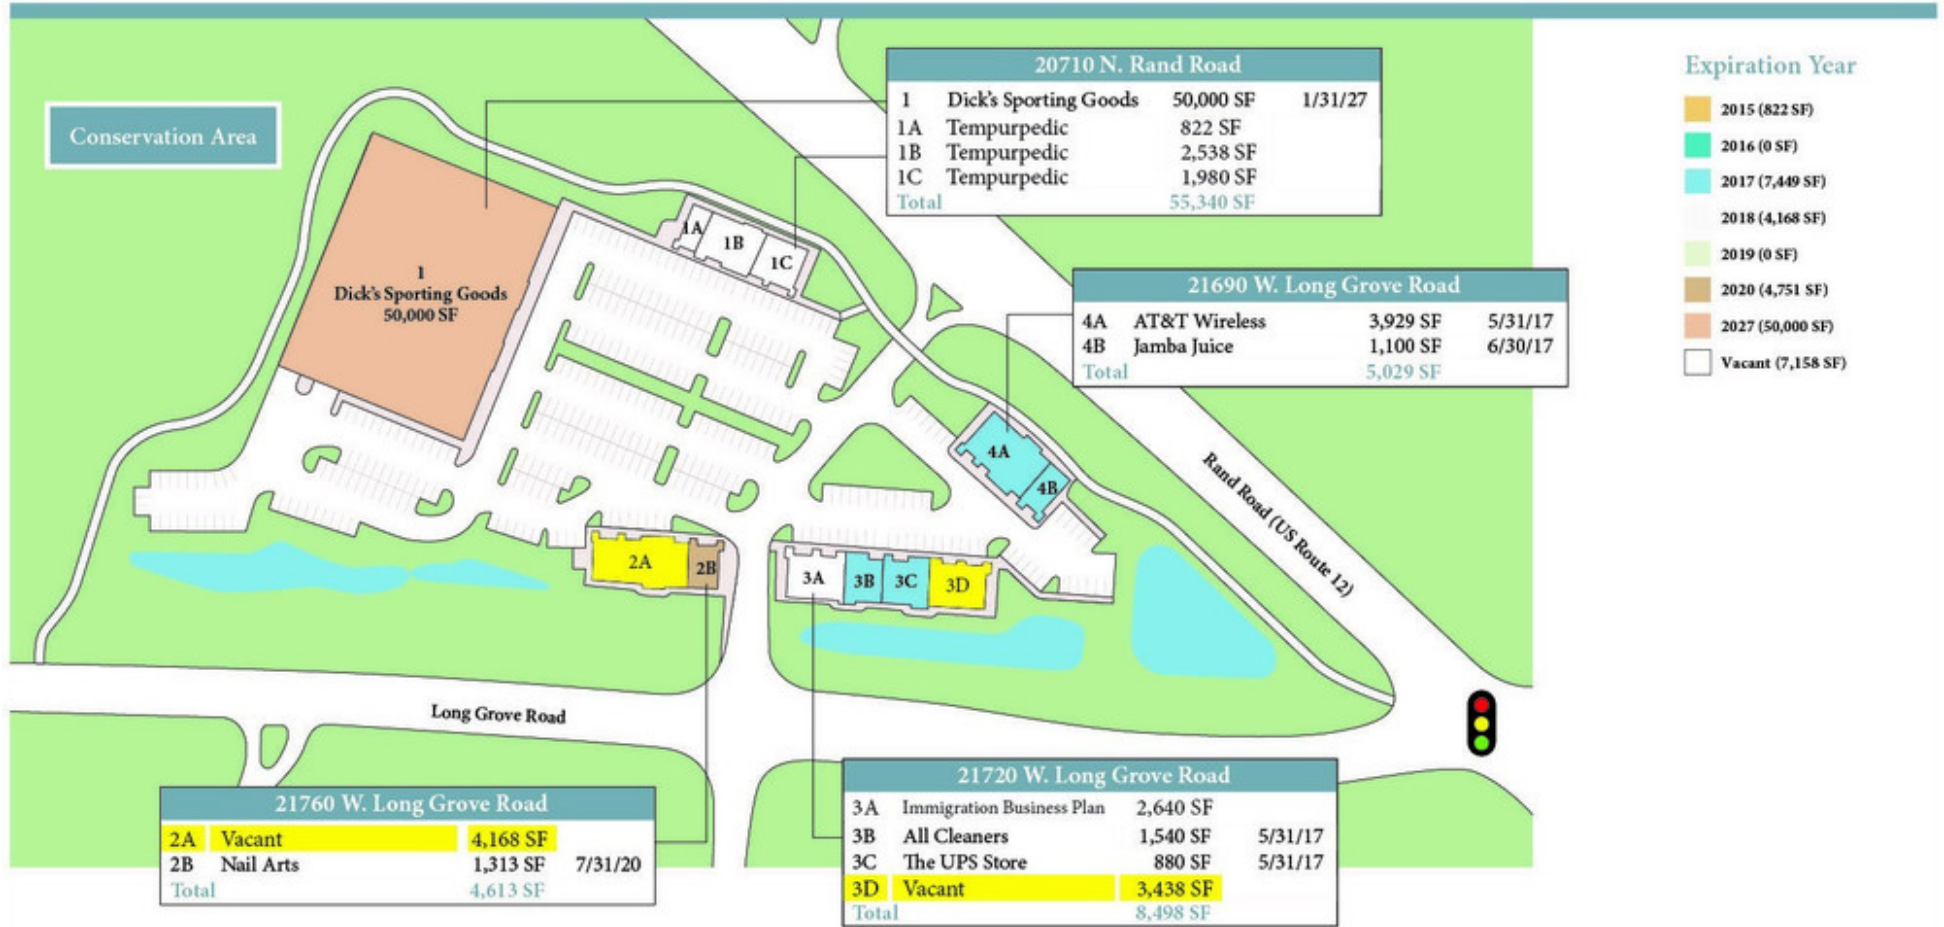 20710 N. Rand Road
1 Dick's Sporting Goods 50,000 SF 1/31/27
1A Tempurpedic 822 SF
1B Tempurpedic 2,538 SF
1C Tempurpedic 1,980 SF
Total 55,340 SF
Expiration Year
2015 (822 SF)
2016 (0 SF)
2017 (7,449 SF)
2018 (4,168 SF)
2019 (0 SF)
2020 (4,751 SF)
2027 (50,000 SF)
Vacant (7,158 SF)
Conservation Area
1
Dick's Sporting Goods
50,000 SF
1A
1B
1C
21690 W. Long Grove Road
4A AT&T Wireless 3,929 SF 5/31/17
4B Jamba Juice 1,100 SF 6/30/17
Total 5,029 SF
4A
4B
Rand Road (US Route 12)
2A
2B
3A
3B
3C
3D
Long Grove Road
21760 W. Long Grove Road
2A Vacant 4,168 SF
2B Nail Arts 1,313 SF 7/31/20
Total 4,613 SF
21720 W. Long Grove Road
3A Immigration Business Plan 2,640 SF
3B All Cleaners 1,540 SF 5/31/17
3C The UPS Store 880 SF 5/31/17
3D Vacant 3,438 SF
Total 8,498 SF